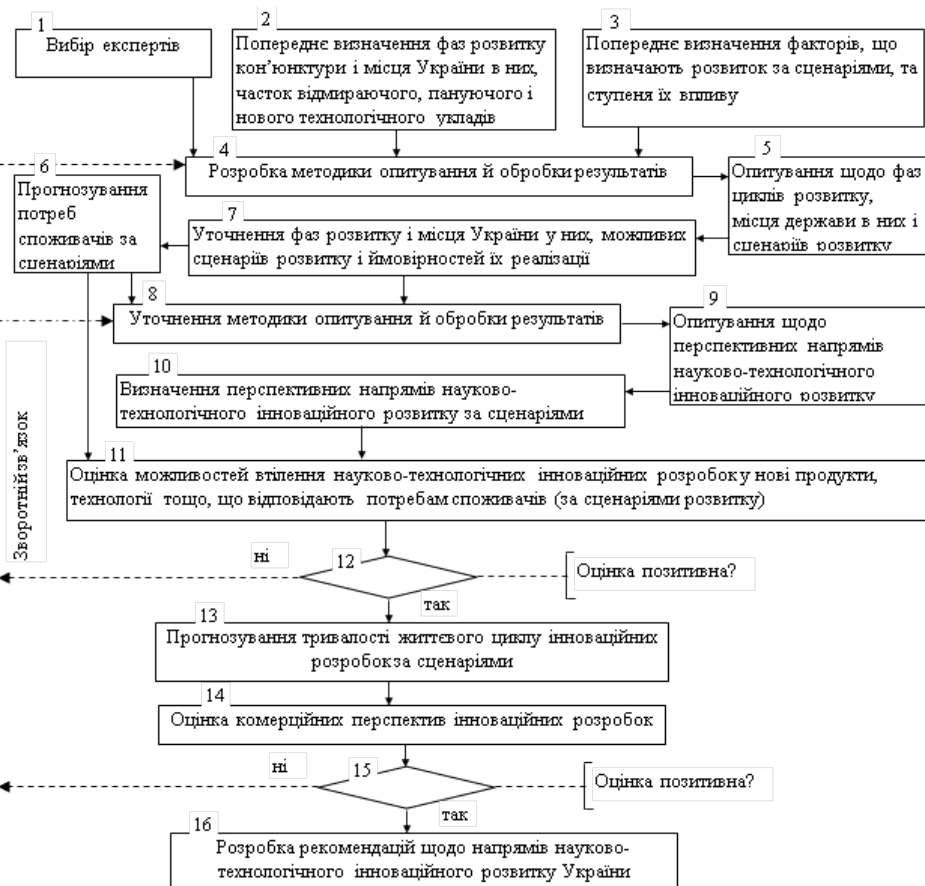 1
Вибір експертів
2
Попереднє визначення фаз розвитку
кон’юнктури і місця України в них,
часток відмираючого, пануючого і
нового технологічного укладів
3
Попереднє визначення факторів, що
визначають розвиток за сценаріями, та
ступеня їх впливу
4
Розробка методики опитування й обробки результатів
5
Опитування щодо фаз
циклів розвитку,
місця держави в них і
сценаріїв розвитку
6
Прогнозування
потреб
споживачів за
сценаріями
7
Уточнення фаз розвитку і місця України у них, можливих
сценаріїв розвитку і ймовірностей їх реалізації
8
Уточнення методики опитування й обробки результатів
9
Опитування щодо
перспективних напрямів
науково-технологічного
інноваційного розвитку
10
Визначення перспективних напрямів науково-
технологічного інноваційного розвитку за сценаріями
Зворотнійзв’язок
11
Оцінка можливостей втілення науково-технологічних інноваційних розробок у нові продукти,
технології тощо, що відповідають потребам споживачів (за сценаріями розвитку)
ні
12
Оцінка позитивна?
так
13
Прогнозування тривалості життєвого циклу інноваційних
розробок за сценаріями
14
Оцінка комерційних перспектив інноваційних розробок
ні
15
Оцінка позитивна?
так
16
Розробка рекомендацій щодо напрямів науково-
технологічного інноваційного розвитку України